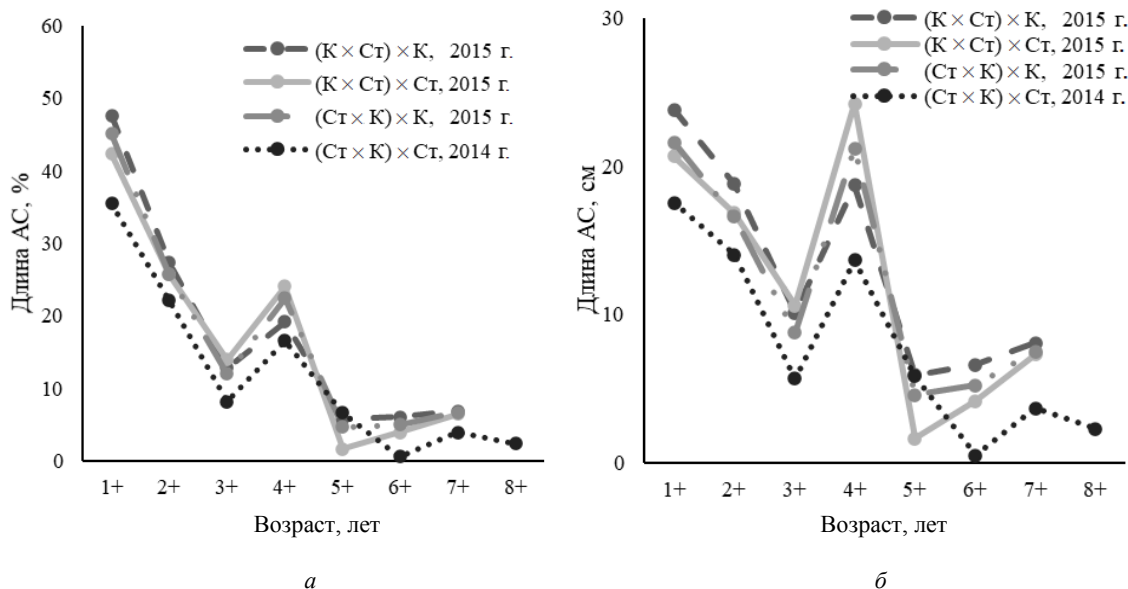 60
50
40
30
20
10
0
Длина АС, %
(К × Ст) × К, 2015 г.
(К × Ст) × Ст, 2015 г.
(Ст × К) × К, 2015 г.
(Ст × К) × Ст, 2014 г.
1+ 2+ 3+ 4+ 5+ 6+ 7+ 8+
Возраст, лет
а
30
20
10
0
Длина АС, см
(К × Ст) × К, 2015 г.
(К × Ст) × Ст, 2015 г.
(Ст × К) × К, 2015 г.
(Ст × К) × Ст, 2014 г.
1+ 2+ 3+ 4+ 5+ 6+ 7+ 8+
Возраст, лет
б